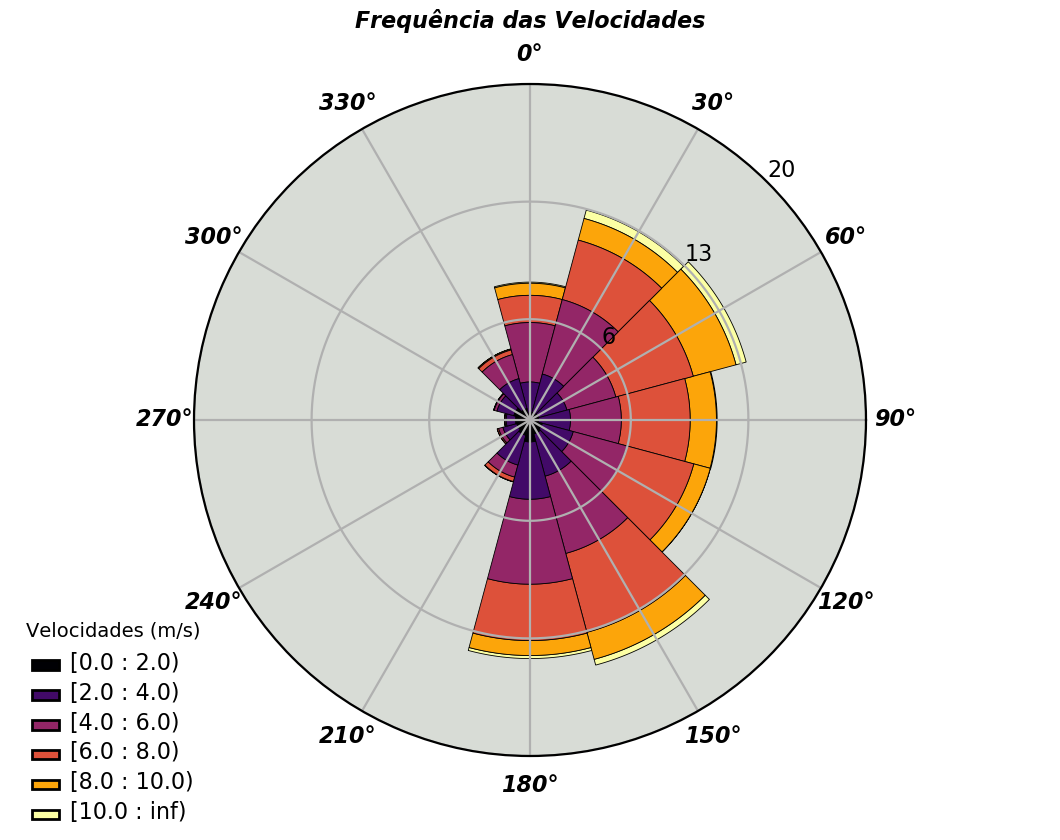 Frequência das Velocidades
0°
330°
30°
20
300°
60°
13
6
270°
90°
240°
120°
210°
150°
180°
Velocidades (m/s)
[0.0 : 2.0)
[2.0 : 4.0)
[4.0 : 6.0)
[6.0 : 8.0)
[8.0 : 10.0)
[10.0 : inf)